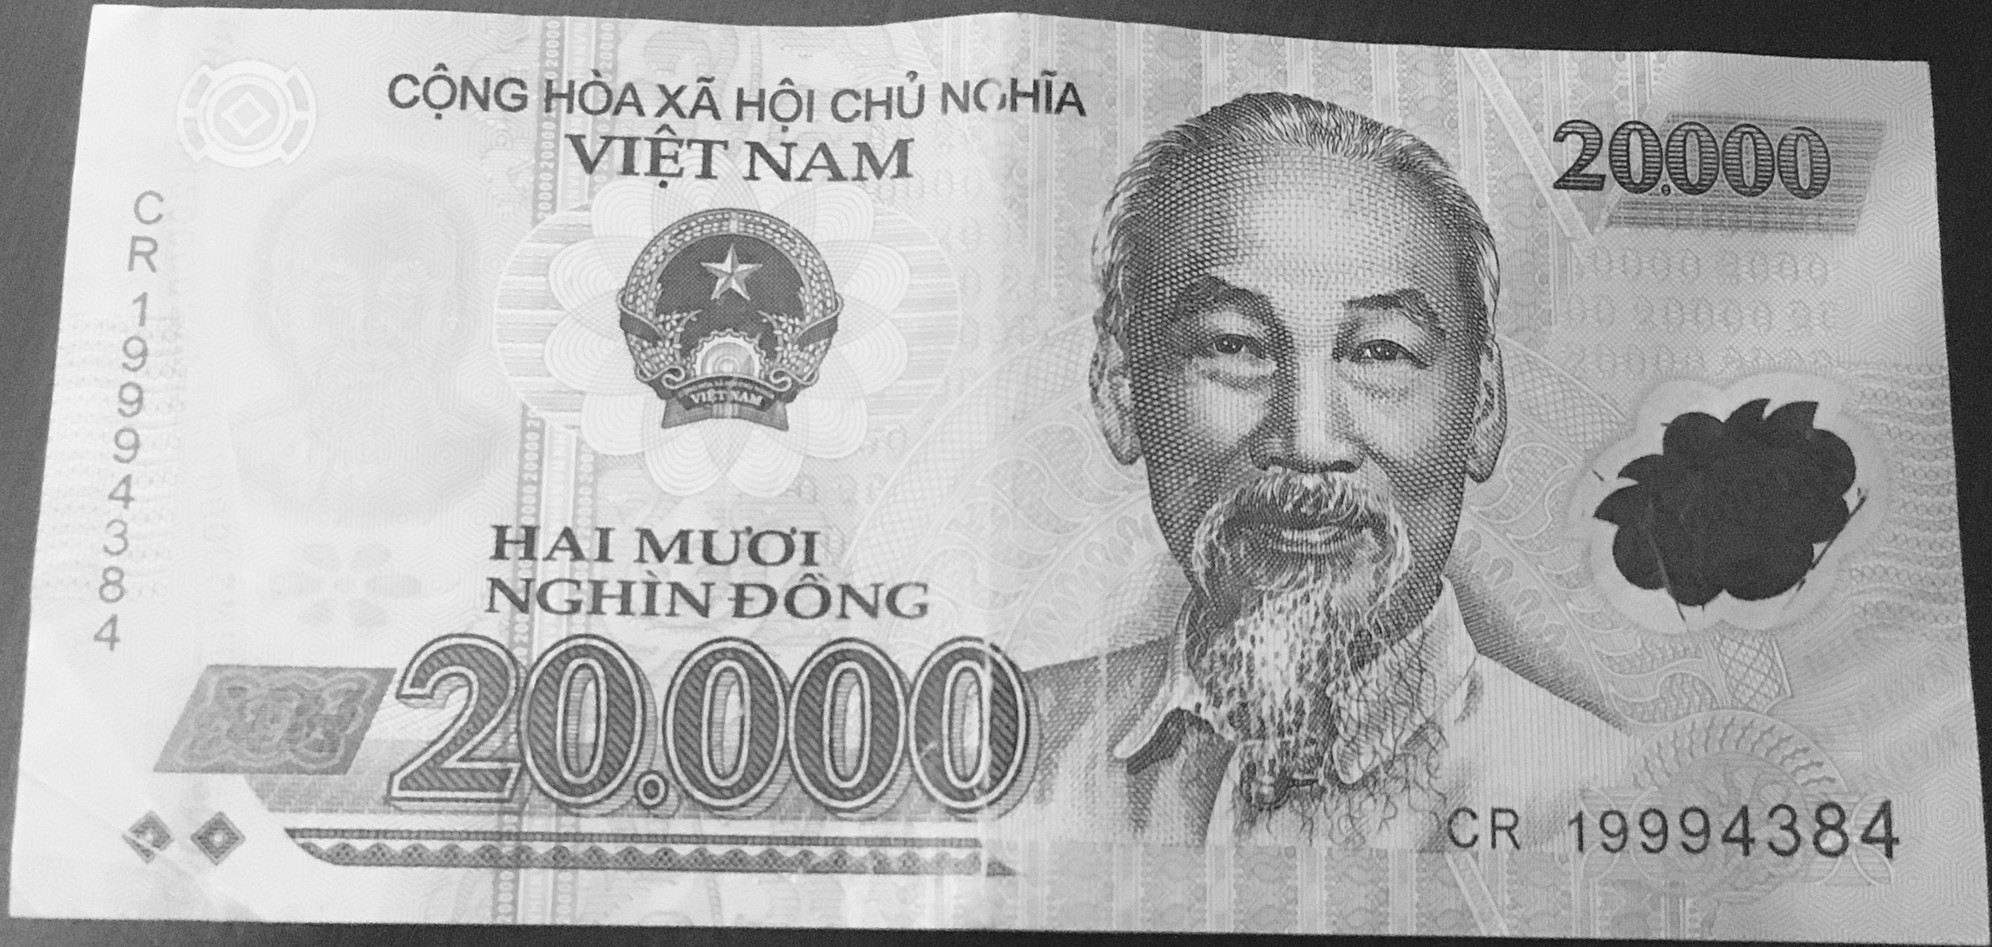 CỘNG HÒA XÃ HỘI CHỦ NGHĨA
VIỆT NAM
20.000
CR 19994384
VIỆT NAM
HAI MƯƠI
NGHÌN ĐỒNG
20.000
CR 19994384